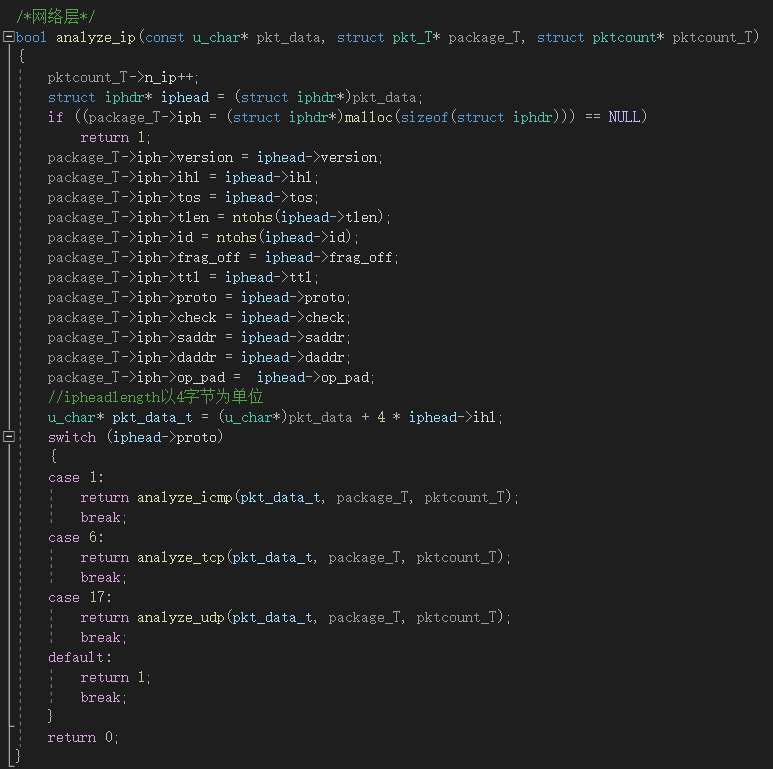 /*网络层*/
bool analyze_ip(const u_char* pkt_data, struct pkt_T* package_T, struct pktcount* pktcount_T)
{
pktcount_T->n_ip++;
struct iphdr* iphead = (struct iphdr*)pkt_data;
if ((package_T->iph = (struct iphdr*)malloc(sizeof(struct iphdr))) == NULL)
return 1;
package_T->iph->version = iphead->version;
package_T->iph->ihl = iphead->ihl;
package_T->iph->tos = iphead->tos;
package_T->iph->tlen = ntohs(iphead->tlen);
package_T->iph->id = ntohs(iphead->id);
package_T->iph->frag_off = iphead->frag_off;
package_T->iph->ttl = iphead->ttl;
package_T->iph->proto = iphead->proto;
package_T->iph->check = iphead->check;
package_T->iph->saddr = iphead->saddr;
package_T->iph->daddr = iphead->daddr;
package_T->iph->op_pad =  iphead->op_pad;
//ipheadlength以4字节为单位
u_char* pkt_data_t = (u_char*)pkt_data + 4 * iphead->ihl;
switch (iphead->proto)
{
case 1:
return analyze_icmp(pkt_data_t, package_T, pktcount_T);
break;
case 6:
return analyze_tcp(pkt_data_t, package_T, pktcount_T);
break;
case 17:
return analyze_udp(pkt_data_t, package_T, pktcount_T);
break;
default:
return 1;
break;
}
return 0;
}